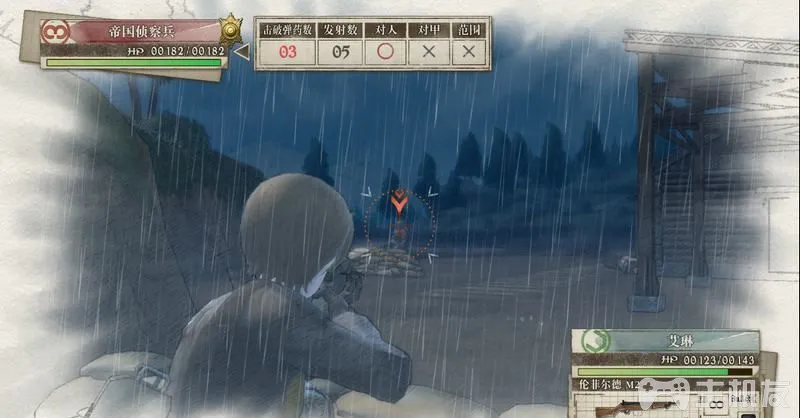 帝国侦察兵
HP 00182/00182
击破弹药数 发射数 对人 对甲 范围
03 05 ○ × ×
艾琳
HP 00123/00143
伦菲尔德 M2
手机友